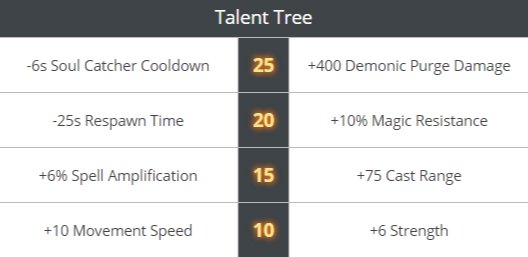 Talent Tree
-6s Soul Catcher Cooldown 25 +400 Demonic Purge Damage
-25s Respawn Time 20 +10% Magic Resistance
+6% Spell Amplification 15 +75 Cast Range
+10 Movement Speed 10 +6 Strength